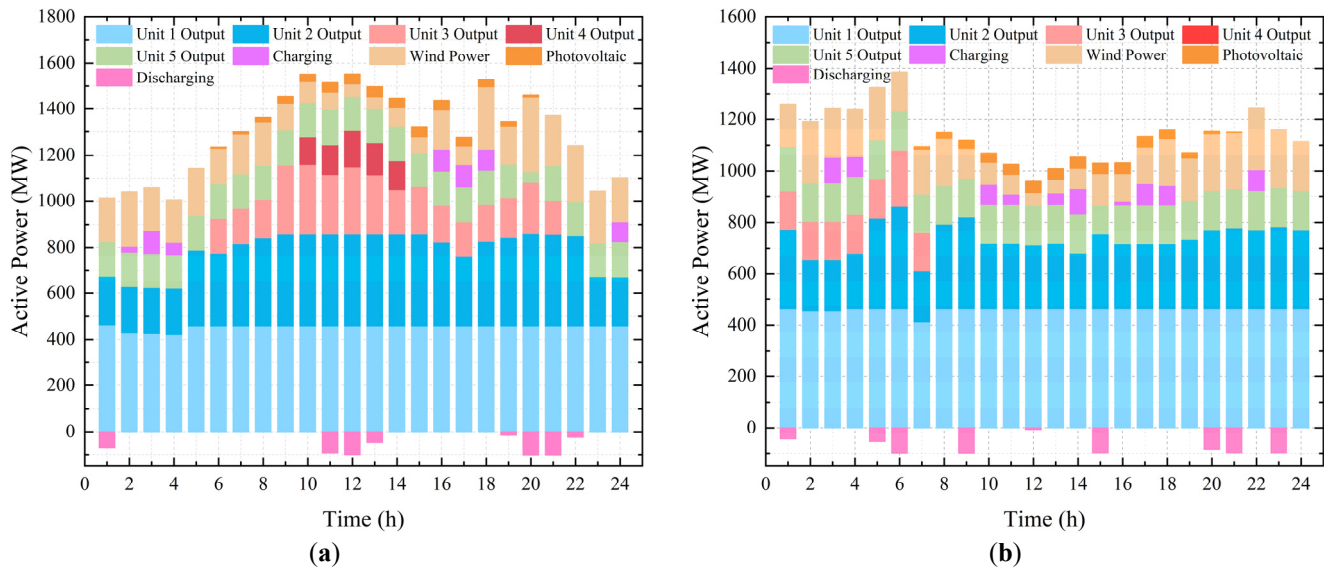 1800
1600
1400
1200
1000
800
600
400
200
0
Active Power (MW)
Unit 1 Output Unit 2 Output Unit 3 Output Unit 4 Output
Unit 5 Output Charging Wind Power Photovoltaic
Discharging
0 2 4 6 8 10 12 14 16 18 20 22 24
Time (h)
(a)
1600
1400
1200
1000
800
600
400
200
0
Active Power (MW)
Unit 1 Output Unit 2 Output Unit 3 Output Unit 4 Output
Unit 5 Output Charging Wind Power Photovoltaic
Discharging
0 2 4 6 8 10 12 14 16 18 20 22 24
Time (h)
(b)